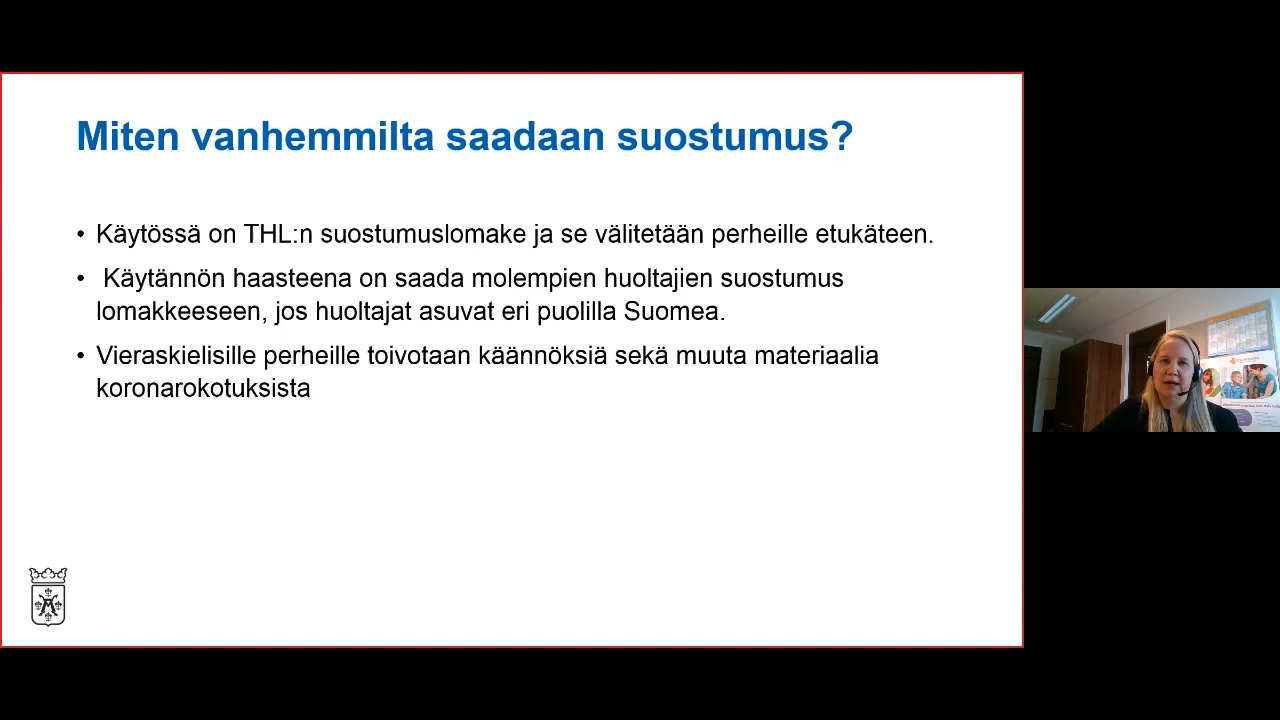 Miten vanhemmilta saadaan suostumus?
• Käytössä on THL:n suostumuslomake ja se välitetään perheille etukäteen.
• Käytännön haasteena on saada molempien huoltajien suostumus
lomakkeeseen, jos huoltajat asuvat eri puolilla Suomea.
• Vieraskielisille perheille toivotaan käännöksiä sekä muuta materiaalia
koronarokotuksista